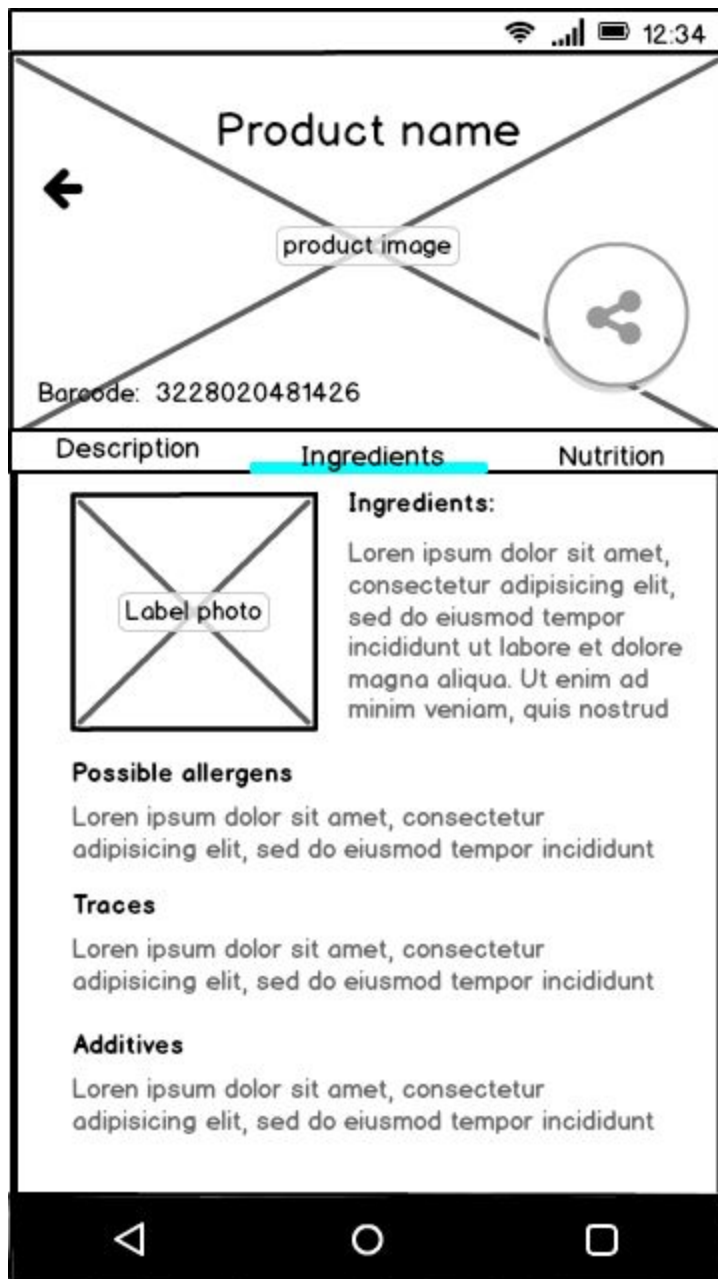 12:34
Product name
product image
Barcode: 3228020481426
Description Ingredients Nutrition
Label photo
Ingredients:
Loren ipsum dolor sit amet,
consectetur adipisicing elit,
sed do eiusmod tempor
incididunt ut labore et dolore
magna aliqua. Ut enim ad
minim veniam, quis nostrud
Possible allergens
Loren ipsum dolor sit amet, consectetur
adipisicing elit, sed do eiusmod tempor incididunt
Traces
Loren ipsum dolor sit amet, consectetur
adipisicing elit, sed do eiusmod tempor incididunt
Additives
Loren ipsum dolor sit amet, consectetur
adipisicing elit, sed do eiusmod tempor incididunt